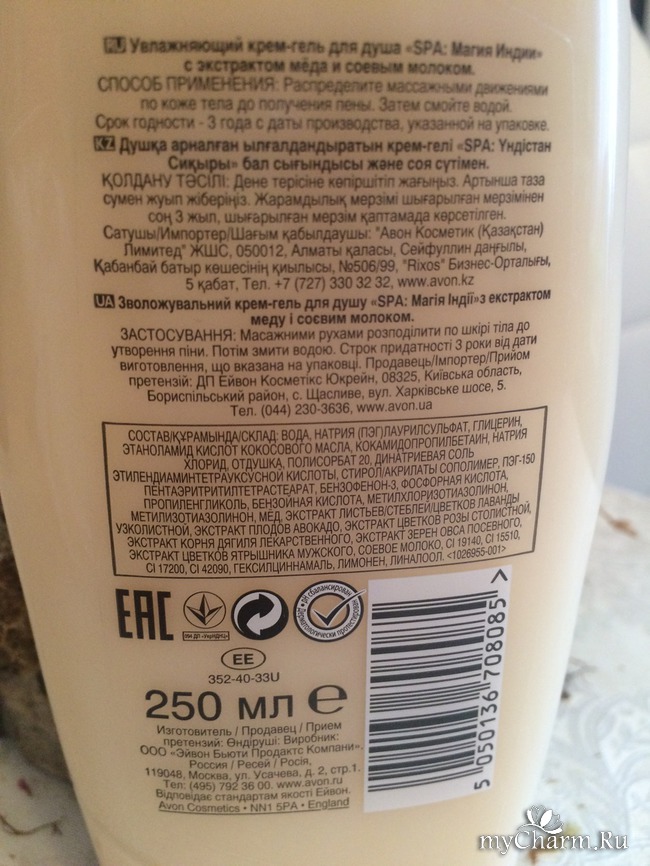 RU Увлажняющий крем-гель для душа «SPA: Магия Индии»
с экстрактом мёда и соевым молоком.
СПОСОБ ПРИМЕНЕНИЯ: Распределите массажными движениями
по коже тела до получения пены. Затем смойте водой.
Срок годности - 3 года с даты производства, указанной на упаковке.
KZ Душқа арналған ылғалдандыратын крем-гелі «SPA: Үндістан
Сиқыры» бал сығындысы және соя сүтімен.
ҚОЛДАНУ ТӘСІЛІ: Дене терісіне көпіршітіп жағыңыз. Артынша таза
сумен жуып жіберіңіз. Жарамдылық мерзімі шығарылған мерзімінен
соң 3 жыл, шығарылған мерзім қаптамада көрсетілген.
Сатушы/Импортер/Шағым қабылдаушы: "Авон Косметик (Қазақстан)
Лимитед" ЖШС, 050012, Алматы қаласы, Сейфуллин даңғылы,
Қабанбай батыр көшесінің қиылысы, №506/99, "Rixos" Бизнес-Орталығы,
5 қабат, Тел. +7 (727) 330 32 32, www.avon.kz
UA Зволожувальний крем-гель для душу «SPA: Магія Індії»з екстрактом
меду і соєвим молоком.
ЗАСТОСУВАННЯ: Масажними рухами розподілити по шкірі тіла до
утворення піни. Потім змити водою. Строк придатності 3 роки від дати
виготовлення, що вказана на упаковці. Продавець/Імпортер/Прийом
претензій: ДП Ейвон Косметікс Юкрейн, 08325, Київська область,
Бориспільський район, с. Щасливе, вул. Харківське шосе, 5.
Тел. (044) 230-3636, www.avon.ua
СОСТАВ/ҚҰРАМЫНДА/СКЛАД: ВОДА, НАТРИЯ (ПЭГ)ЛАУРИЛСУЛЬФАТ, ГЛИЦЕРИН,
ЭТАНОЛАМИД КИСЛОТ КОКОСОВОГО МАСЛА, КОКАМИДОПРОПИЛБЕТАИН, НАТРИЯ
ХЛОРИД, ОТДУШКА, ПОЛИСОРБАТ 20, ДИНАТРИЕВАЯ СОЛЬ
ЭТИЛЕНДИАМИНТЕТРАУКСУСНОЙ КИСЛОТЫ, СТИРОЛ/АКРИЛАТЫ СОПОЛИМЕР, ПЭГ-150
ПЕНТАЭРИТРИТИЛТЕТРАСТЕАРАТ, БЕНЗОФЕНОН-3, ФОСФОРНАЯ КИСЛОТА,
ПРОПИЛЕНГЛИКОЛЬ, БЕНЗОЙНАЯ КИСЛОТА, МЕТИЛХЛОРИЗОТИАЗОЛИНОН,
МЕТИЛИЗОТИАЗОЛИНОН, МЕД, ЭКСТРАКТ ЛИСТЬЕВ/СТЕБЛЕЙ/ЦВЕТКОВ ЛАВАНДЫ
УЗКОЛИСТНОЙ, ЭКСТРАКТ ПЛОДОВ АВОКАДО, ЭКСТРАКТ ЦВЕТКОВ РОЗЫ СТОЛИСТНОЙ,
ЭКСТРАКТ КОРНЯ ДЯГИЛЯ ЛЕКАРСТВЕННОГО, ЭКСТРАКТ ЗЕРЕН ОВСА ПОСЕВНОГО,
ЭКСТРАКТ ЦВЕТКОВ ЯТРЫШНИКА МУЖСКОГО, СОЕВОЕ МОЛОКО, CI 19140, CI 15510,
CI 17200, CI 42090, ГЕКСИЛЦИННАМАЛЬ, ЛИМОНЕН, ЛИНАЛООЛ. <1026955-001>
EAC
pH сбалансирован
дерматологически протестировано
EE
352-40-33U
250 мл e
Изготовитель / Продавец / Прием
претензий: Өндіруші: Виробник:
ООО «Эйвон Бьюти Продактс Компани».
Россия / Ресей / Росія,
119048, Москва, ул. Усачева, д. 2, стр.1.
Тел. (495) 792 36 00. www.avon.ru
Відповідає стандартам якості Ейвон.
Avon Cosmetics • NN1 5PA • England
5 050136 708085 >
myCharm.Ru